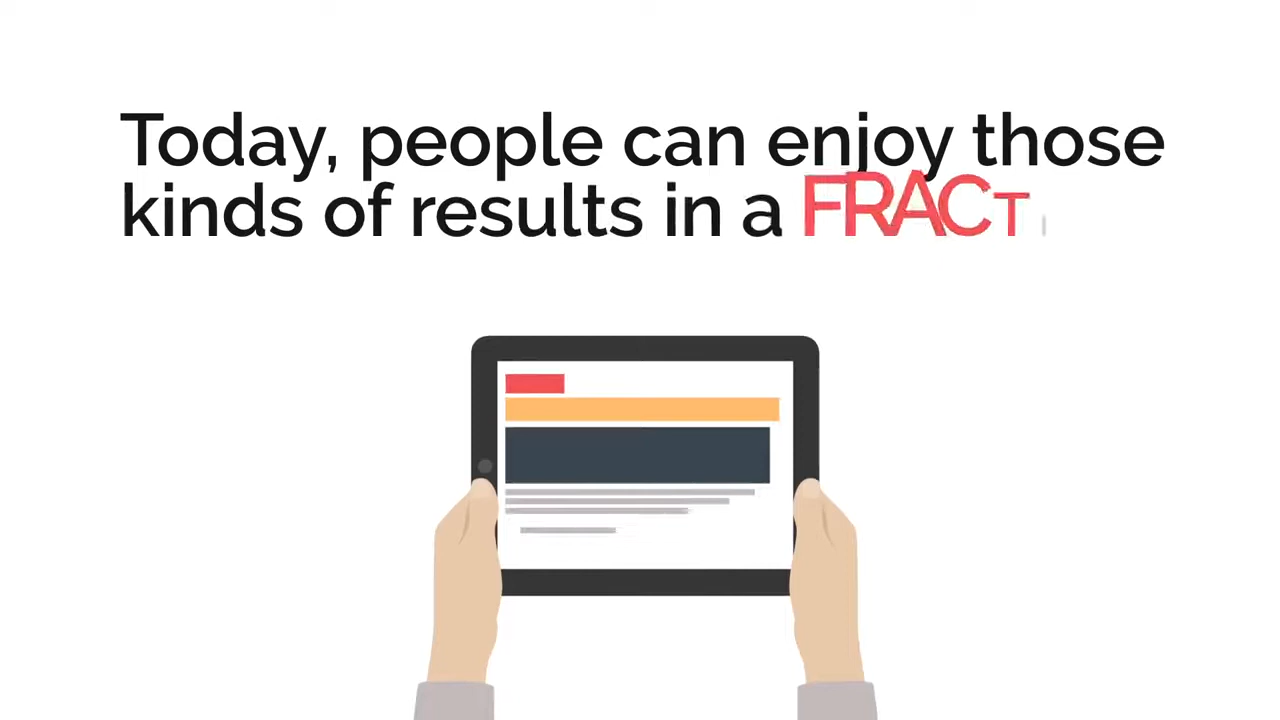 Today, people can enjoy those
kinds of results in a FRACT